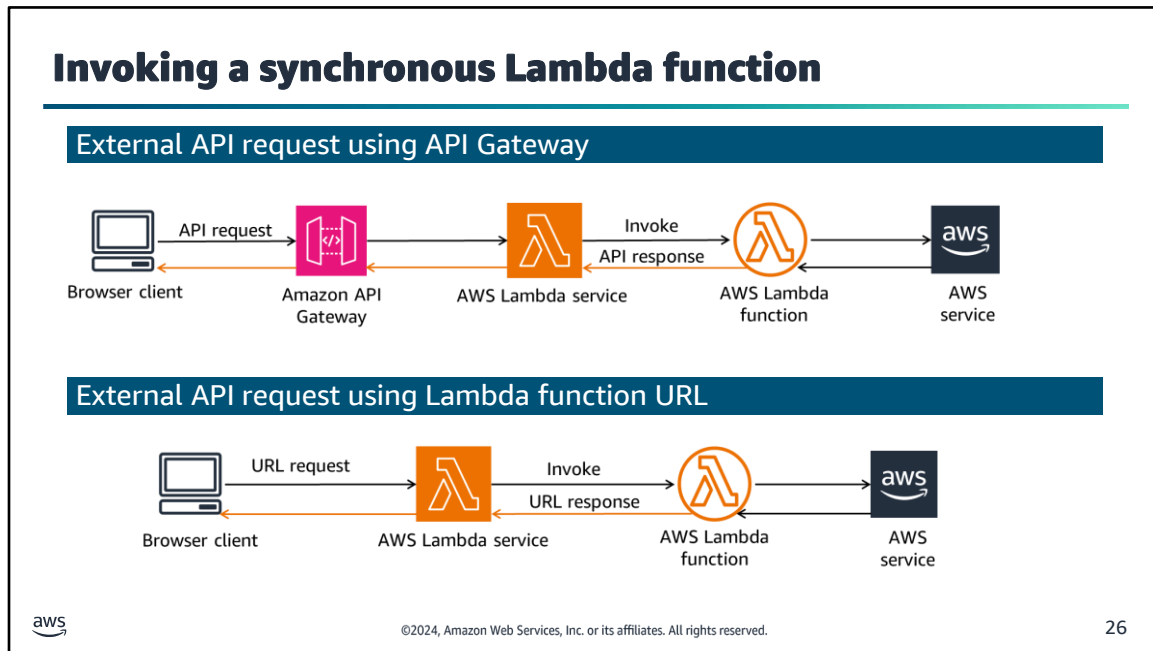 Invoking a synchronous Lambda function
External API request using API Gateway
API request
Invoke
API response
aws
</>
Browser client
Amazon API
Gateway
AWS Lambda service
AWS Lambda
function
AWS
service
External API request using Lambda function URL
URL request
Invoke
URL response
aws
Browser client
AWS Lambda service
AWS Lambda
function
AWS
service
aws
©2024, Amazon Web Services, Inc. or its affiliates. All rights reserved.
26